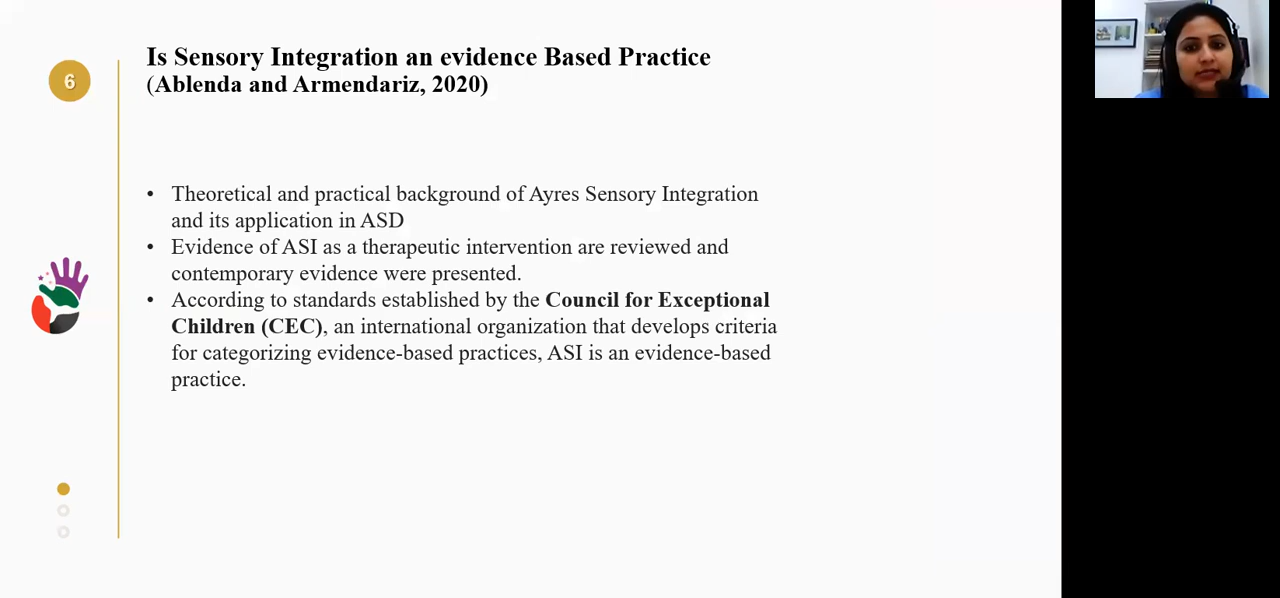 6
Is Sensory Integration an evidence Based Practice
(Ablenda and Armendariz, 2020)
• Theoretical and practical background of Ayres Sensory Integration
and its application in ASD
• Evidence of ASI as a therapeutic intervention are reviewed and
contemporary evidence were presented.
• According to standards established by the Council for Exceptional
Children (CEC), an international organization that develops criteria
for categorizing evidence-based practices, ASI is an evidence-based
practice.